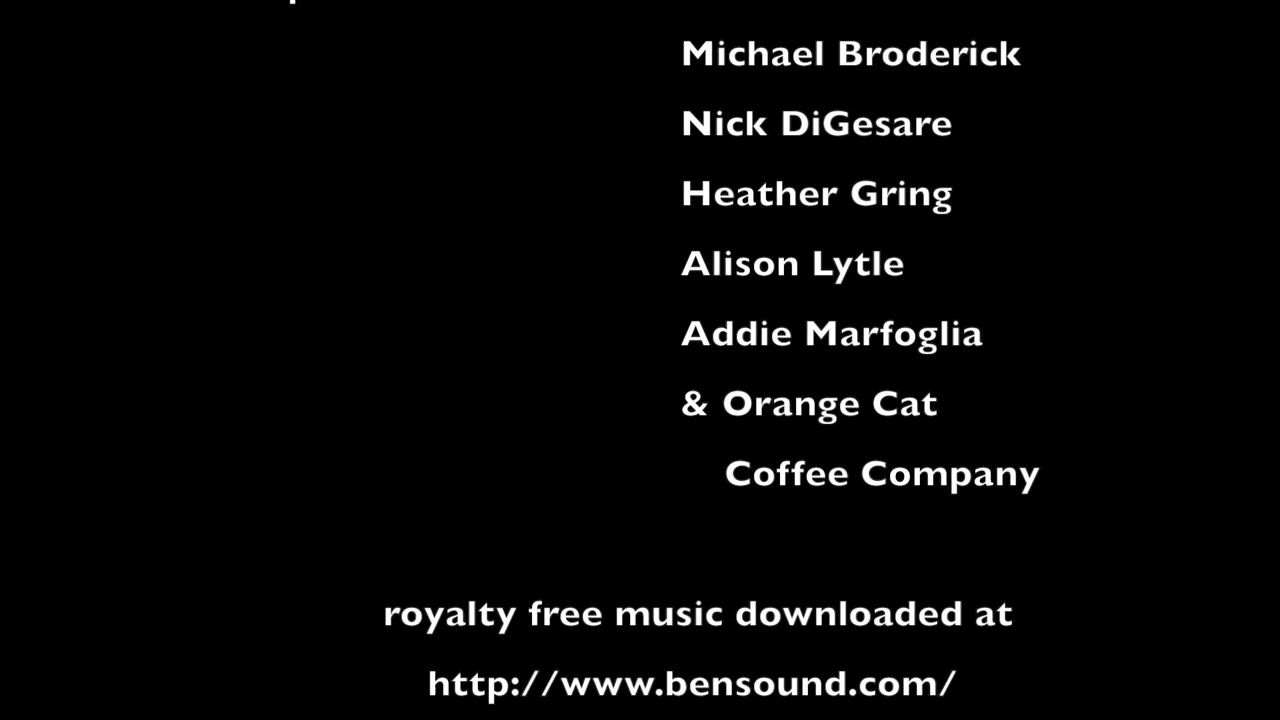 Michael Broderick
Nick DiGesare
Heather Gring
Alison Lytle
Addie Marfoglia
& Orange Cat
Coffee Company
royalty free music downloaded at
http://www.bensound.com/